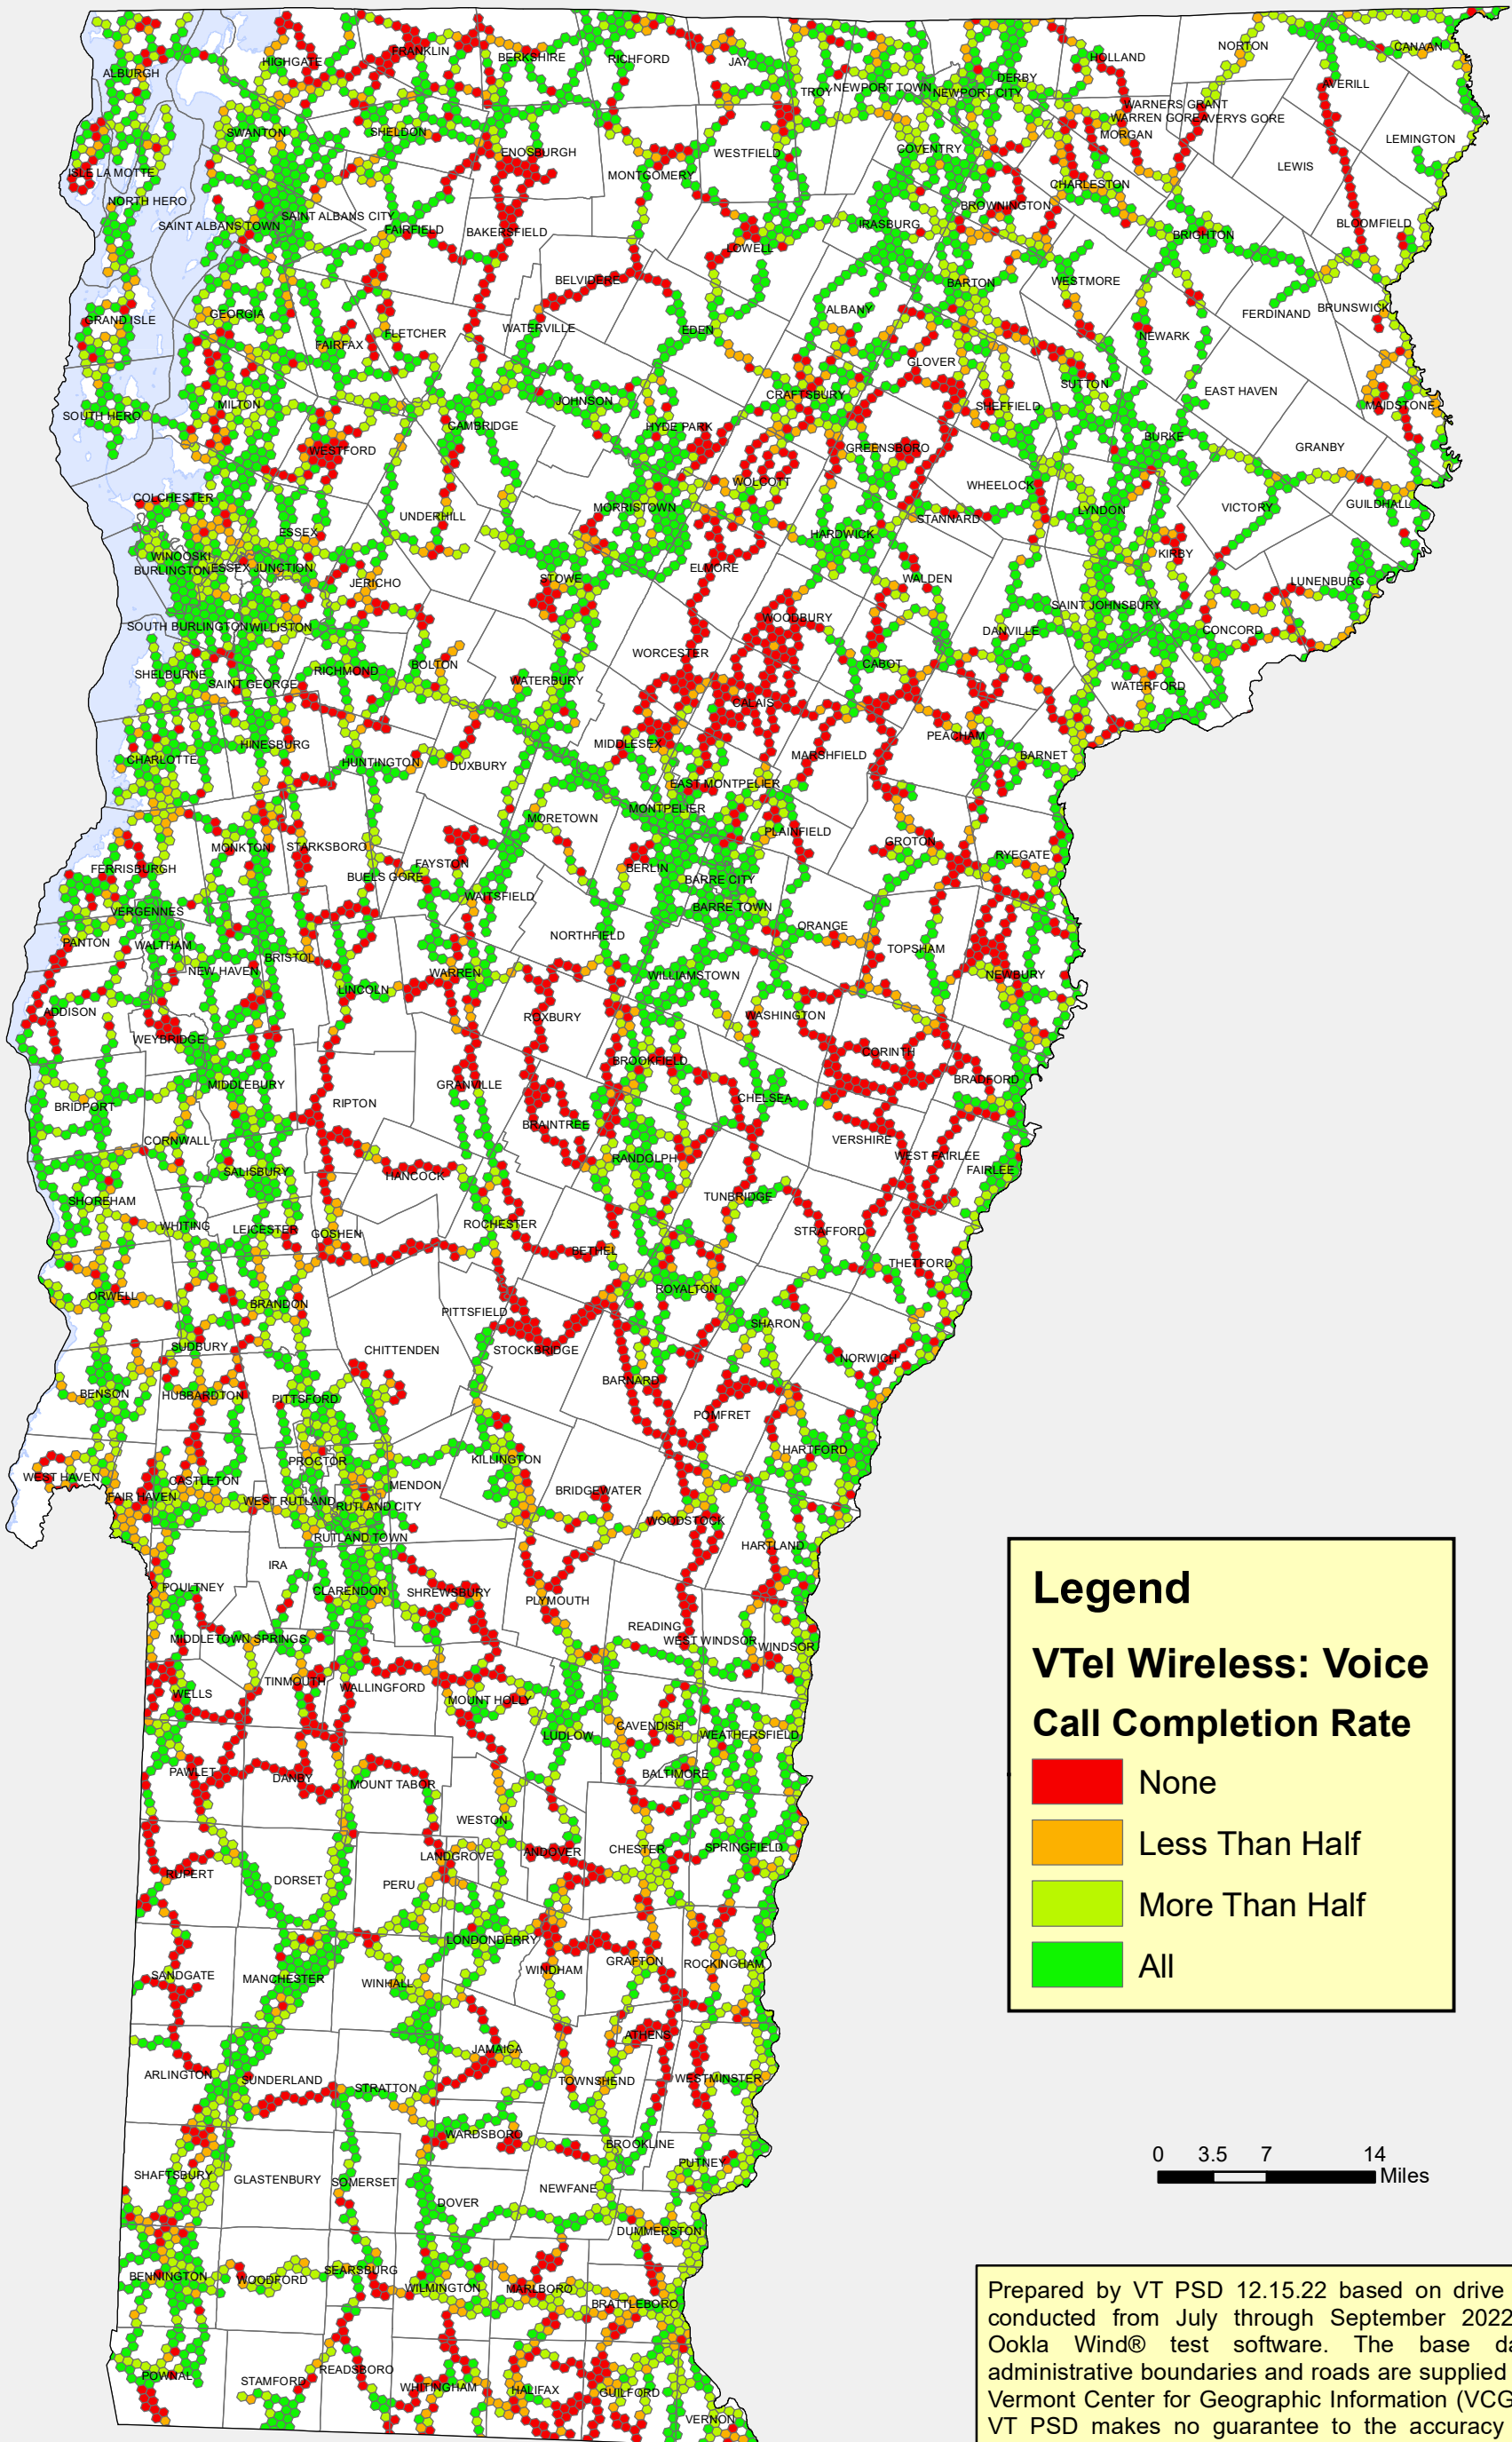 FRANKLIN
HIGHGATE
BERKSHIRE
RICHFORD
JAY
HOLLAND
NORTON
CANAAN
ALBURGH
TROY
NEWPORT TOWN
NEWPORT CITY
DERBY
AVERILL
WARNERS GRANT
WARREN GORE
AVERYS GORE
MORGAN
LEMINGTON
SWANTON
SHELDON
ENOSBURGH
MONTGOMERY
WESTFIELD
COVENTRY
LEWIS
ISLE LA MOTTE
NORTH HERO
CHARLESTON
BROWNINGTON
SAINT ALBANS CITY
SAINT ALBANS TOWN
FAIRFIELD
BAKERSFIELD
LOWELL
IRASBURG
BRIGHTON
BLOOMFIELD
BELVIDERE
BARTON
WESTMORE
GRAND ISLE
GEORGIA
FLETCHER
FAIRFAX
WATERVILLE
EDEN
ALBANY
NEWARK
FERDINAND
BRUNSWICK
GLOVER
SUTTON
EAST HAVEN
SOUTH HERO
MILTON
CAMBRIDGE
JOHNSON
HYDE PARK
CRAFTSBURY
SHEFFIELD
MAIDSTONE
WESTFORD
GREENSBORO
BURKE
GRANBY
COLCHESTER
WOLCOTT
WHEELOCK
UNDERHILL
MORRISTOWN
STANNARD
LYNDON
VICTORY
GUILDHALL
ESSEX
HARDWICK
WINOOSKI
BURLINGTON
ESSEX JUNCTION
JERICHO
STOWE
ELMORE
WALDEN
KIRBY
LUNENBURG
SOUTH BURLINGTON
WILLISTON
WOODBURY
DANVILLE
SAINT JOHNSBURY
CONCORD
SHELBURNE
SAINT GEORGE
RICHMOND
BOLTON
WATERBURY
WORCESTER
CABOT
WATERFORD
CALAIS
HINESBURG
CHARLOTTE
HUNTINGTON
DUXBURY
MIDDLESEX
MARSHFIELD
PEACHAM
BARNET
EAST MONTPELIER
MONTPELIER
MORETOWN
PLAINFIELD
GROTON
RYEGATE
MONKTON
STARKSBORO
FERRISBURGH
BUELS GORE
FAYSTON
WAITSFIELD
BERLIN
BARRE CITY
BARRE TOWN
VERGENNES
PANTON
WALTHAM
NORTHFIELD
ORANGE
TOPSHAM
NEW HAVEN
BRISTOL
LINCOLN
WARREN
WILLIAMSTOWN
NEWBURY
ADDISON
WEYBRIDGE
ROXBURY
WASHINGTON
BROOKFIELD
CORINTH
MIDDLEBURY
GRANVILLE
CHELSEA
BRADFORD
BRIDPORT
RIPTON
BRAINTREE
CORNWALL
VERSHIRE
WEST FAIRLEE
FAIRLEE
SALISBURY
HANCOCK
RANDOLPH
TUNBRIDGE
SHOREHAM
WHITING
LEICESTER
GOSHEN
ROCHESTER
STRAFFORD
BETHEL
THETFORD
ORWELL
BRANDON
PITTSFIELD
ROYALTON
SHARON
SUDBURY
CHITTENDEN
STOCKBRIDGE
NORWICH
BENSON
HUBBARDTON
PITTSFORD
BARNARD
POMFRET
HARTFORD
WEST HAVEN
CASTLETON
PROCTOR
KILLINGTON
FAIR HAVEN
WEST RUTLAND
MENDON
RUTLAND CITY
BRIDGEWATER
WOODSTOCK
RUTLAND TOWN
HARTLAND
IRA
POULTNEY
CLARENDON
SHREWSBURY
PLYMOUTH
READING
WEST WINDSOR
WINDSOR
MIDDLETOWN SPRINGS
WELLS
TINMOUTH
WALLINGFORD
MOUNT HOLLY
LUDLOW
CAVENDISH
WEATHERSFIELD
PAWLET
DANBY
MOUNT TABOR
BALTIMORE
WESTON
ANDOVER
CHESTER
SPRINGFIELD
LANDGROVE
RUPERT
DORSET
PERU
LONDONDERRY
WINDHAM
GRAFTON
ROCKINGHAM
SANDGATE
MANCHESTER
WINHALL
ATHENS
JAMAICA
ARLINGTON
SUNDERLAND
STRATTON
TOWNSHEND
WESTMINSTER
WARDSBORO
BROOKLINE
SHAFTSBURY
GLASTENBURY
SOMERSET
PUTNEY
NEWFANE
DOVER
DUMMERSTON
BENNINGTON
WOODFORD
SEARSBURG
WILMINGTON
MARLBORO
BRATTLEBORO
POWNAL
STAMFORD
READSBORO
WHITINGHAM
HALIFAX
GUILFORD
VERNON
Legend
VTel Wireless: Voice
Call Completion Rate
None
Less Than Half
More Than Half
All
0 3.5 7 14
Miles
Prepared by VT PSD 12.15.22 based on drive
conducted from July through September 2022
Ookla Wind® test software. The base da
administrative boundaries and roads are supplied
Vermont Center for Geographic Information (VCG
VT PSD makes no guarantee to the accuracy